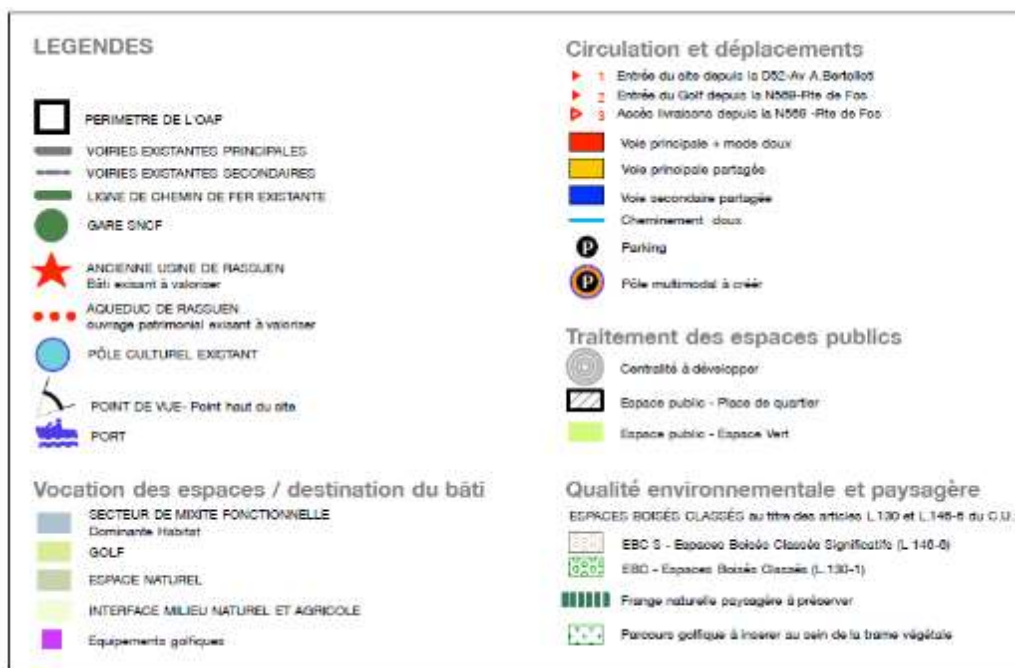 LEGENDES
PERIMETRE DE L'OAP
VOIRIES EXISTANTES PRINCIPALES
VOIRIES EXISTANTES SECONDAIRES
LIGNE DE CHEMIN DE FER EXISTANTE
GARE SNCF
ANCIENNE USINE DE RASSUEN
Bâti exisant à valoriser
AQUEDUC DE RASSUEN
ouvrage patrimonial exisant à valoriser
PÔLE CULTUREL EXISTANT
POINT DE VUE- Point haut du site
PORT
Vocation des espaces / destination du bâti
SECTEUR DE MIXITE FONCTIONNELLE
Dominante Habitat
GOLF
ESPACE NATUREL
INTERFACE MILIEU NATUREL ET AGRICOLE
Equipements golfiques
Circulation et déplacements
1 Entrée du site depuis la D52-Av A.Bertolloti
2 Entrée du Golf depuis la N569-Rte de Fos
3 Accès livraisons depuis la N569 -Rte de Fos
Voie principale + mode doux
Voie principale partagée
Voie secondaire partagée
Cheminement doux
P Parking
P Pôle multimodal à créér
Traitement des espaces publics
Centralité à développer
Espace public - Place de quartier
Espace public - Espace Vert
Qualité environnementale et paysagère
ESPACES BOISÉS CLASSÉS au titre des articles L.130 et L.146-6 du C.U.
EBC S - Espaces Boisés Classés Significatifs (L 146-6)
EBC - Espaces Boisés Classés (L.130-1)
Frange naturelle paysagère à préserver
Parcours golfique à inserer au sein de la trame végétale